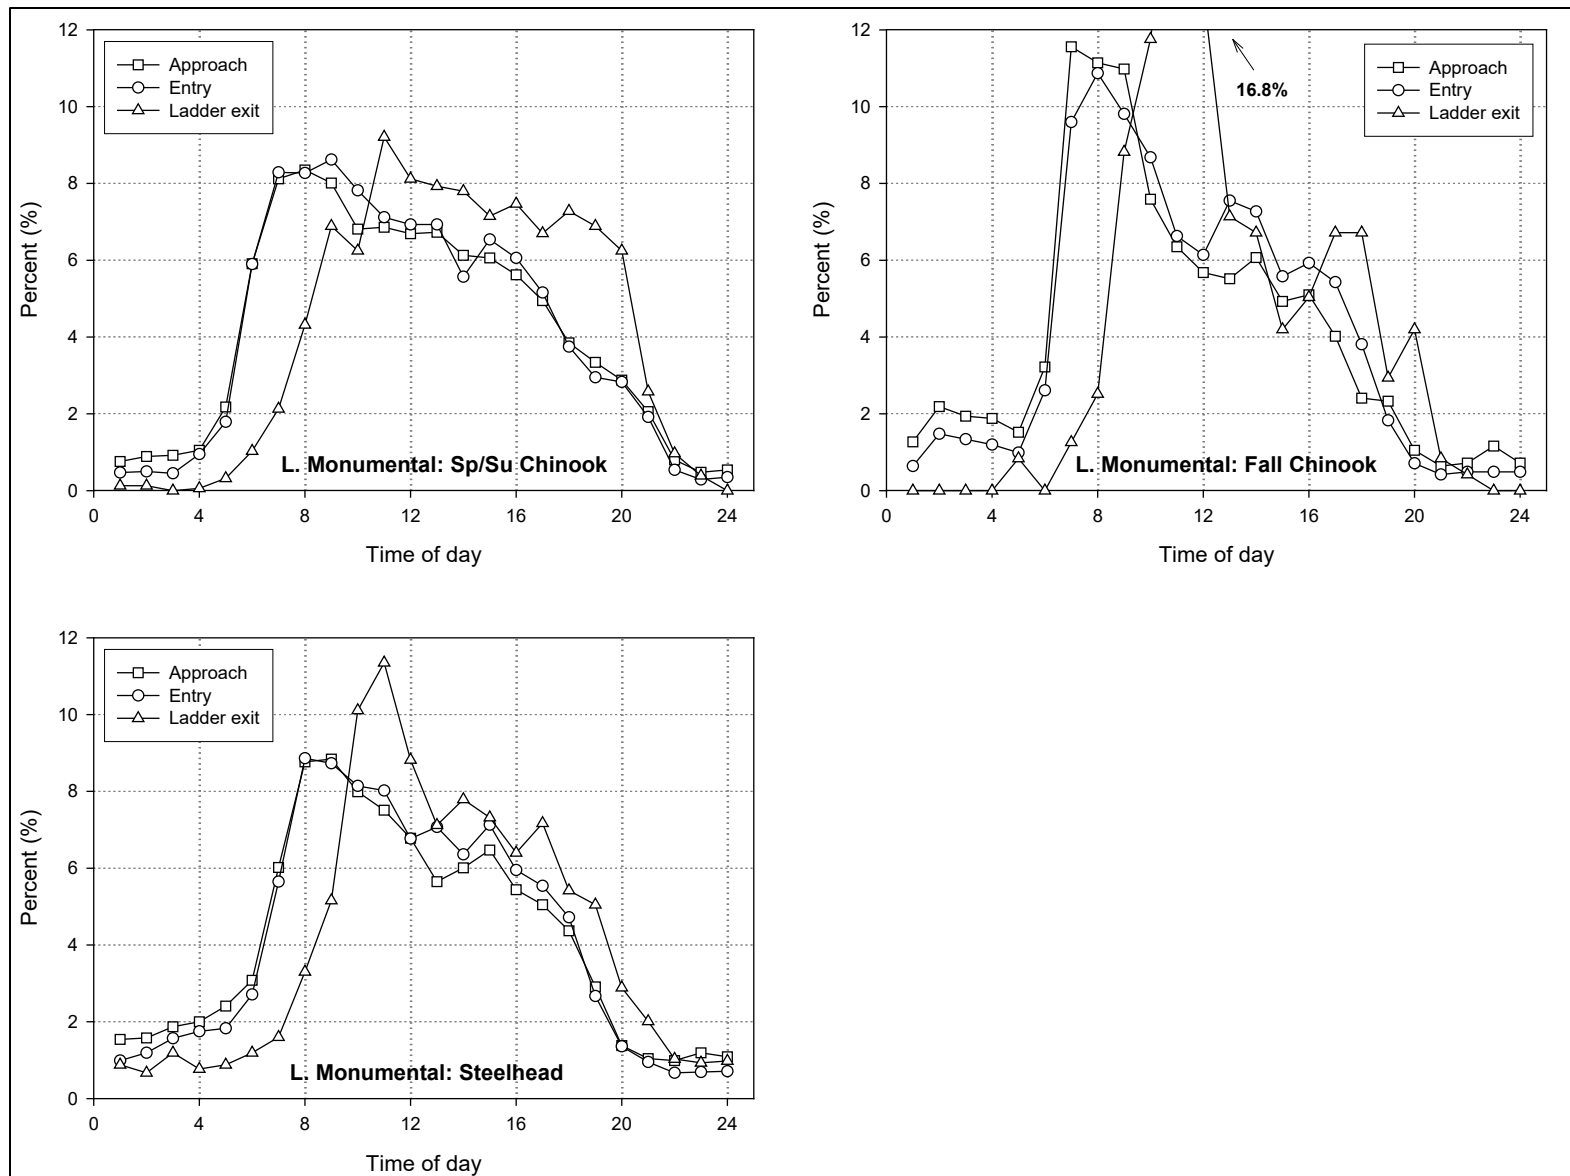 12
10
8
6
4
2
0
Percent (%)
Approach
Entry
Ladder exit
L. Monumental: Sp/Su Chinook
0 4 8 12 16 20 24
Time of day
12
10
8
6
4
2
0
Percent (%)
16.8%
Approach
Entry
Ladder exit
L. Monumental: Fall Chinook
0 4 8 12 16 20 24
Time of day
12
10
8
6
4
2
0
Percent (%)
Approach
Entry
Ladder exit
L. Monumental: Steelhead
0 4 8 12 16 20 24
Time of day